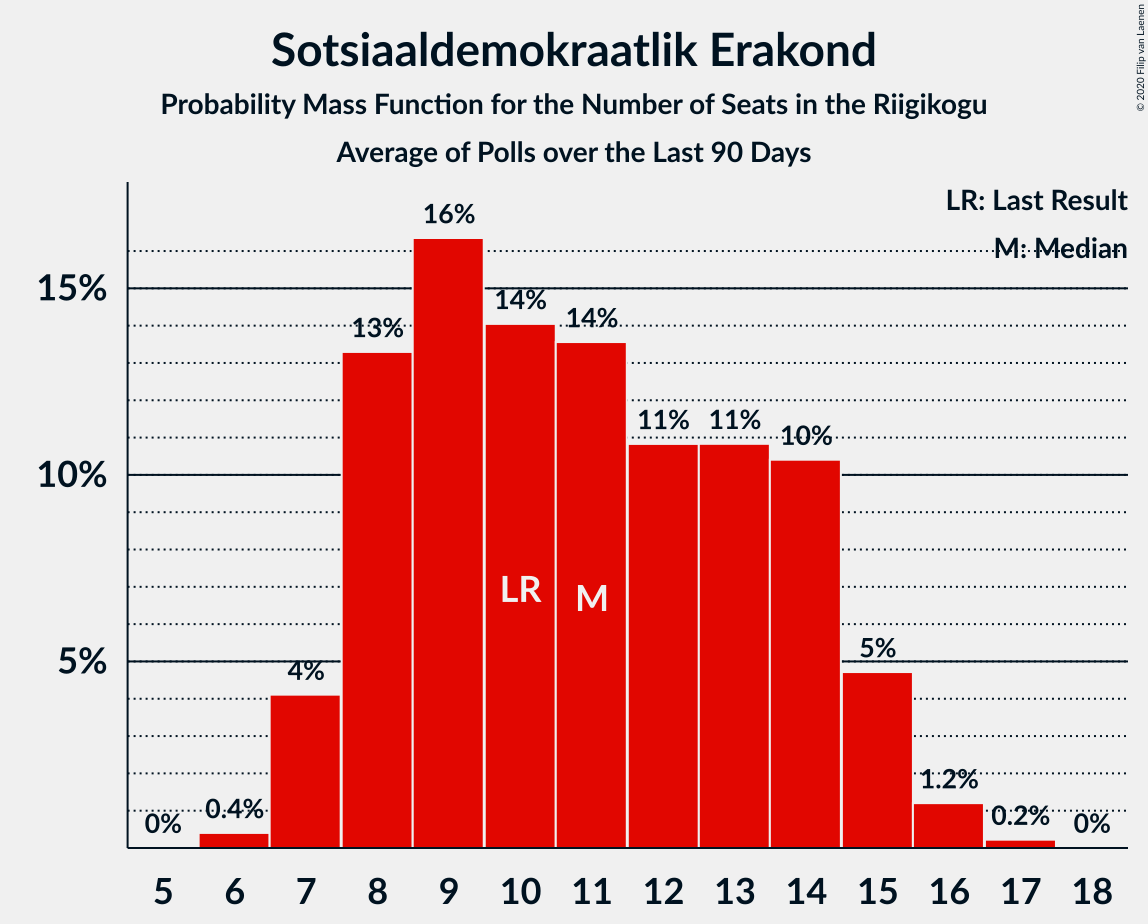 Sotsiaaldemokraatlik Erakond
Probability Mass Function for the Number of Seats in the Riigikogu
Average of Polls over the Last 90 Days
© 2020 Filip van Laenen
LR: Last Result
M: Median
15%
10%
5%
0%
0.4%
4%
13%
16%
14%
14%
11%
11%
10%
5%
1.2%
0.2%
0%
LR
M
5 6 7 8 9 10 11 12 13 14 15 16 17 18